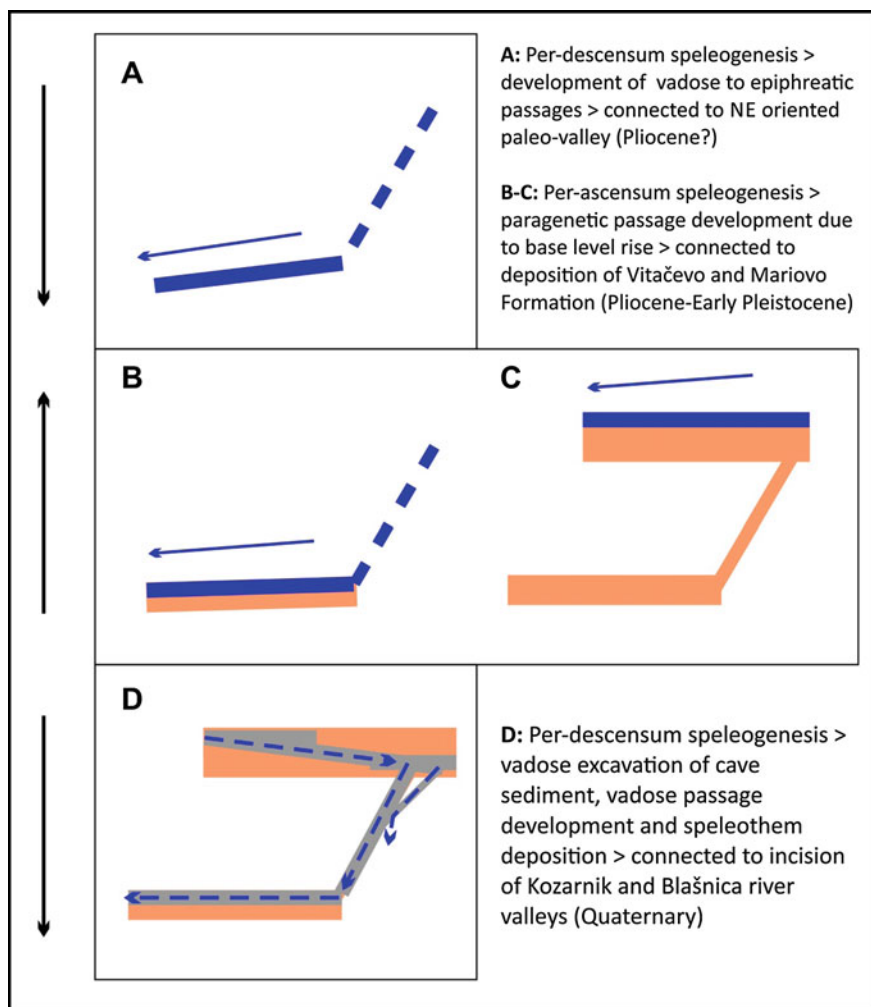 A
A: Per-descensum speleogenesis >
development of vadose to epiphreatic
passages > connected to NE oriented
paleo-valley (Pliocene?)
B-C: Per-ascensum speleogenesis >
paragenetic passage development due
to base level rise > connected to
deposition of Vitačevo and Mariovo
Formation (Pliocene-Early Pleistocene)
B
C
D
D: Per-descensum speleogenesis >
vadose excavation of cave
sediment, vadose passage
development and speleothem
deposition > connected to incision
of Kozarnik and Blašnica river
valleys (Quaternary)